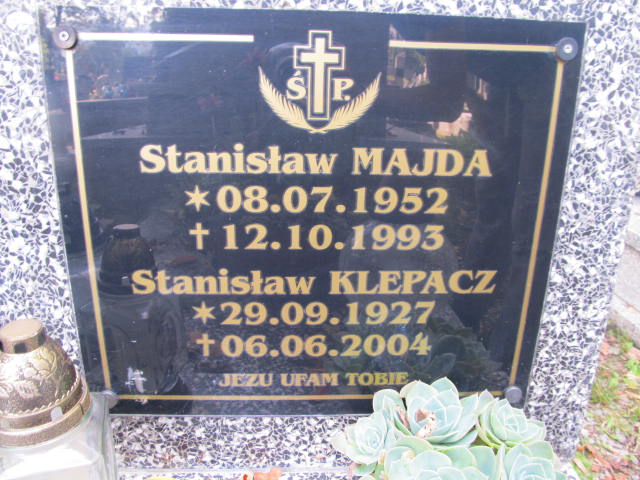 Ś P.
Stanisław MAJDA
✶ 08.07.1952
✝ 12.10.1993
Stanisław KLEPACZ
✶ 29.09.1927
✝ 06.06.2004
JEZU UFAM TOBIE